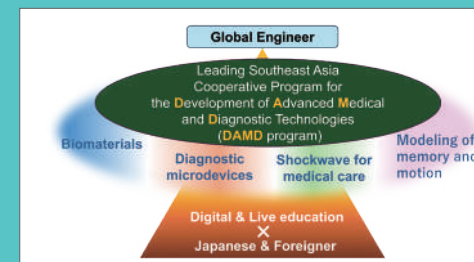 Global Engineer
Leading Southeast Asia
Cooperative Program for
the Development of Advanced Medical
and Diagnostic Technologies
(DAMD program)
Biomaterials
Diagnostic
microdevices
Shockwave for
medical care
Modeling of
memory and
motion
Digital & Live education
×
Japanese & Foreigner